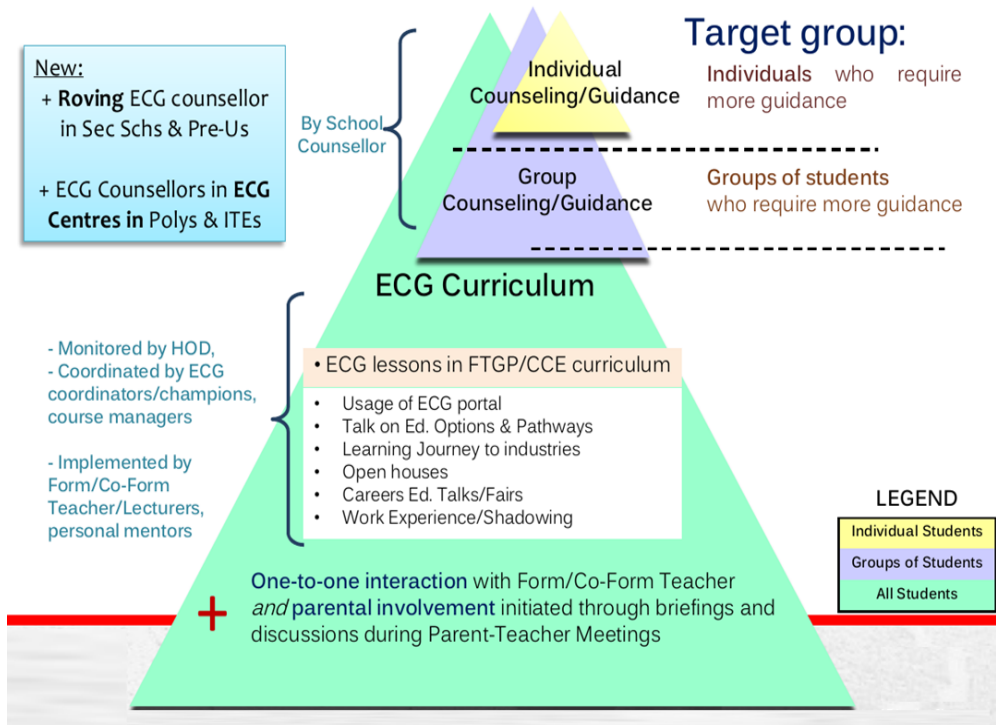 New:
+ Roving ECG counsellor
in Sec Schs & Pre-Us
+ ECG Counsellors in ECG
Centres in Polys & ITEs
By School
Counsellor
Individual
Counseling/Guidance
Target group:
Individuals who require
more guidance
Group
Counseling/Guidance
Groups of students
who require more guidance
ECG Curriculum
- Monitored by HOD,
- Coordinated by ECG
coordinators/champions,
course managers
- Implemented by
Form/Co-Form
Teacher/Lecturers,
personal mentors
• ECG lessons in FTGP/CCE curriculum
• Usage of ECG portal
• Talk on Ed. Options & Pathways
• Learning Journey to industries
• Open houses
• Careers Ed. Talks/Fairs
• Work Experience/Shadowing
LEGEND
Individual Students
Groups of Students
All Students
+ One-to-one interaction with Form/Co-Form Teacher
and parental involvement initiated through briefings and
discussions during Parent-Teacher Meetings